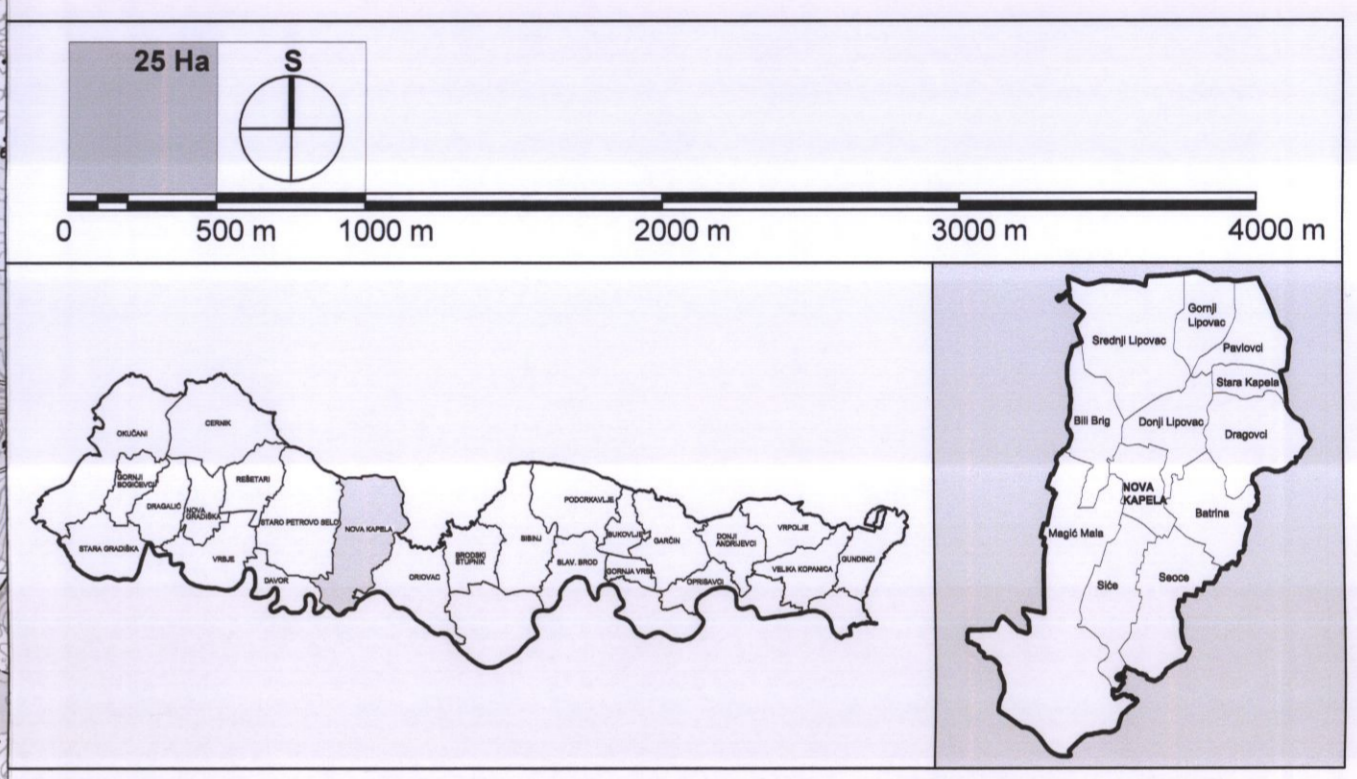 25 Ha
S
0
500 m
1000 m
2000 m
3000 m
4000 m
OKUČANI
CERNIK
GORNJI
BOGIĆEVCI
REŠETARI
DRAGALIĆ
NOVA
GRADIŠKA
STARO PETROVO SELO
NOVA KAPELA
STARA GRADIŠKA
VRBJE
DAVOR
ORIOVAC
BRODSKI
STUPNIK
SIBINJ
PODCRKAVLJE
BUKOVLJE
SLAV. BROD
GORNJA VRBA
GARČIN
OPRISAVCI
DONJI
ANDRIJEVCI
VRPOLJE
VELIKA KOPANICA
GUNDINCI
Gornji
Lipovac
Srednji Lipovac
Pavlovci
Stara Kapela
Bili Brig
Donji Lipovac
Dragovci
NOVA
KAPELA
Batrina
Magić Mala
Siče
Seoce